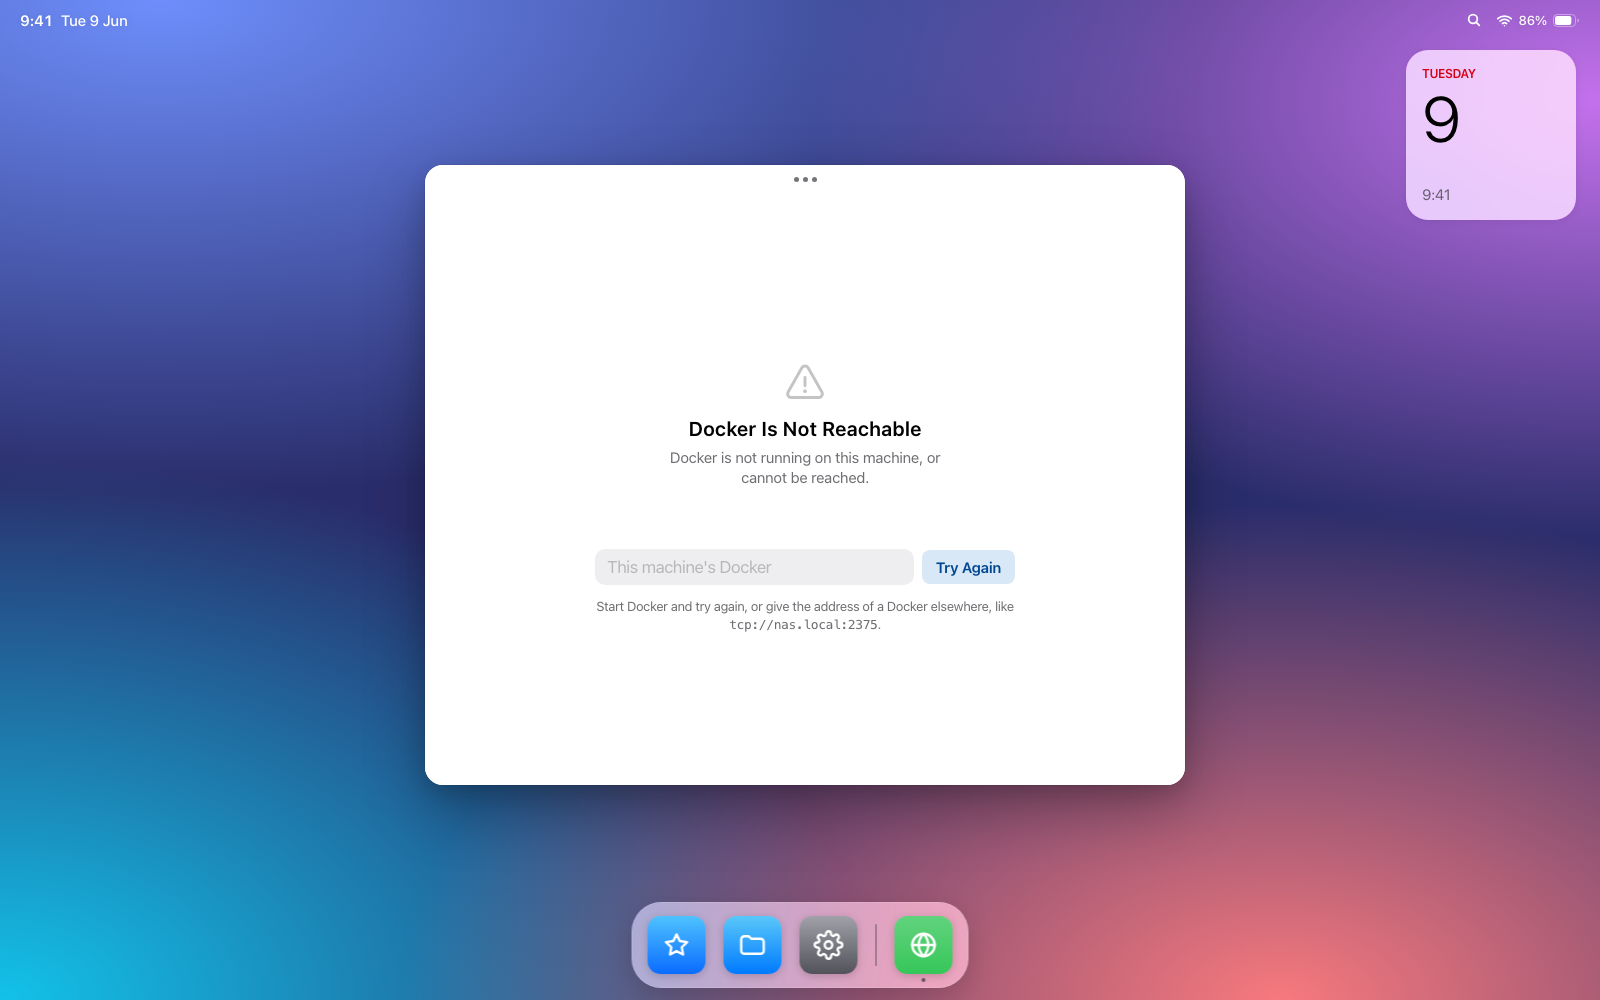 9:41 Tue 9 Jun
86%
TUESDAY
9
9:41
Docker Is Not Reachable
Docker is not running on this machine, or
cannot be reached.
This machine's Docker
Try Again
Start Docker and try again, or give the address of a Docker elsewhere, like
tcp://nas.local:2375.